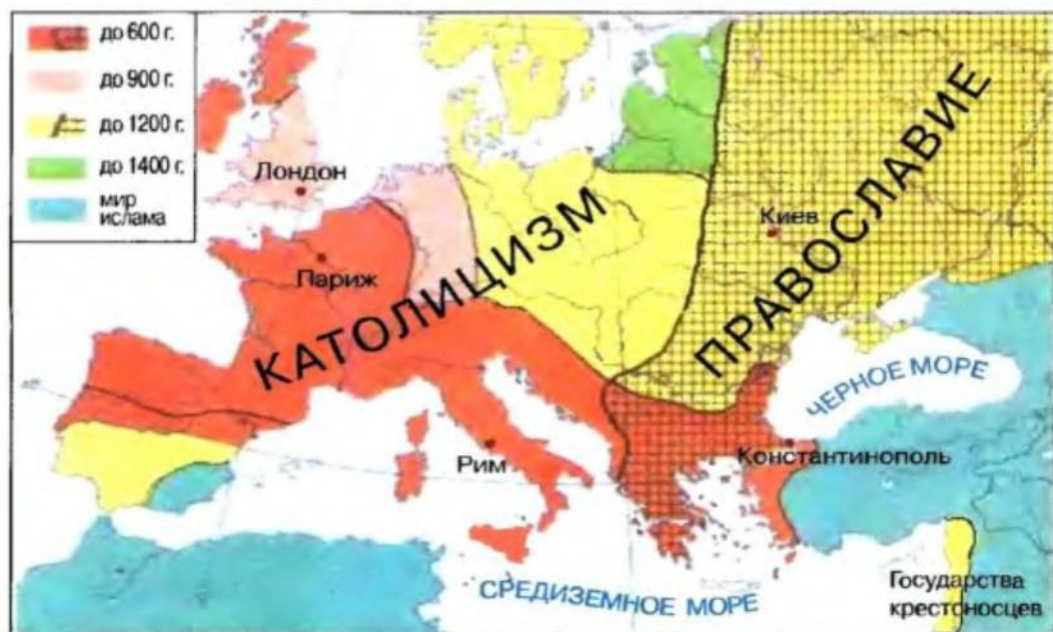 до 600 г.
до 900 г.
до 1200 г.
до 1400 г.
мир
ислама
Лондон
Париж
КАТОЛИЦИЗМ
ПРАВОСЛАВИЕ
Киев
ЧЕРНОЕ МОРЕ
Рим
Константинополь
СРЕДИЗЕМНОЕ МОРЕ
Государства
крестоносцев